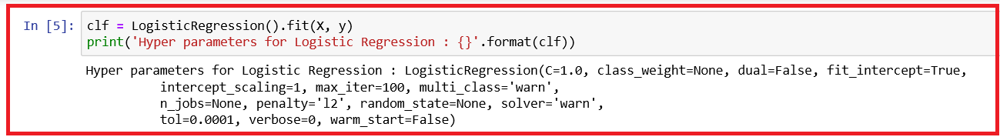 In [5]: clf = LogisticRegression().fit(X, y)
print('Hyper parameters for Logistic Regression : {}'.format(clf))
Hyper parameters for Logistic Regression : LogisticRegression(C=1.0, class_weight=None, dual=False, fit_intercept=True,
intercept_scaling=1, max_iter=100, multi_class='warn',
n_jobs=None, penalty='l2', random_state=None, solver='warn',
tol=0.0001, verbose=0, warm_start=False)